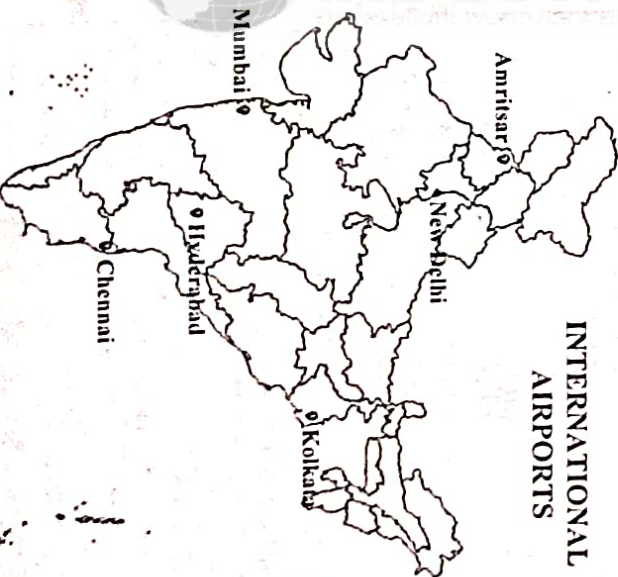 INTERNATIONAL
AIRPORTS
Amritsar
New Delhi
Mumbai
Kolkata
Hyderabad
Chennai